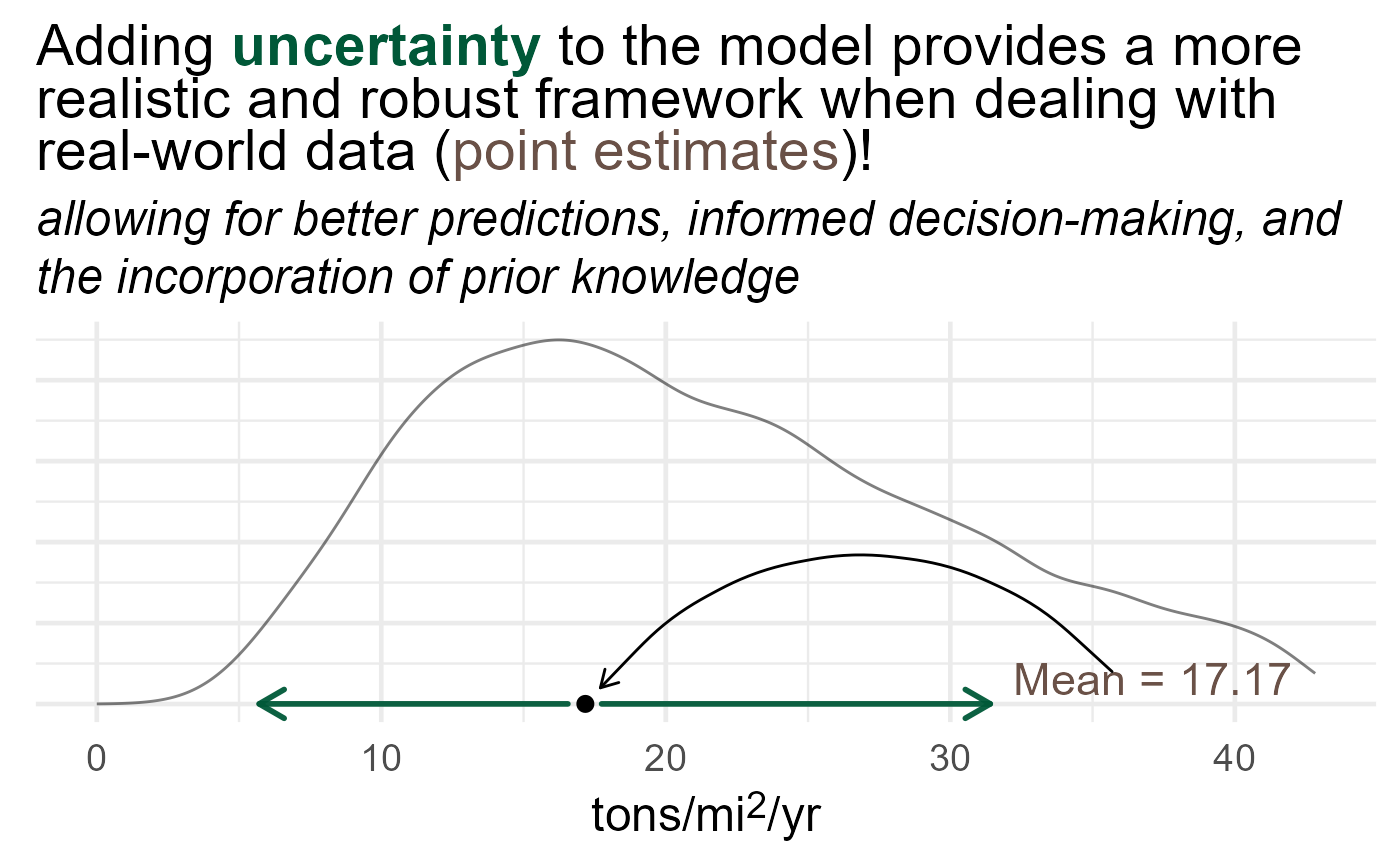 Adding uncertainty to the model provides a more
realistic and robust framework when dealing with
real-world data (point estimates)!
allowing for better predictions, informed decision-making, and
the incorporation of prior knowledge
Mean = 17.17
0 10 20 30 40
tons/mi²/yr